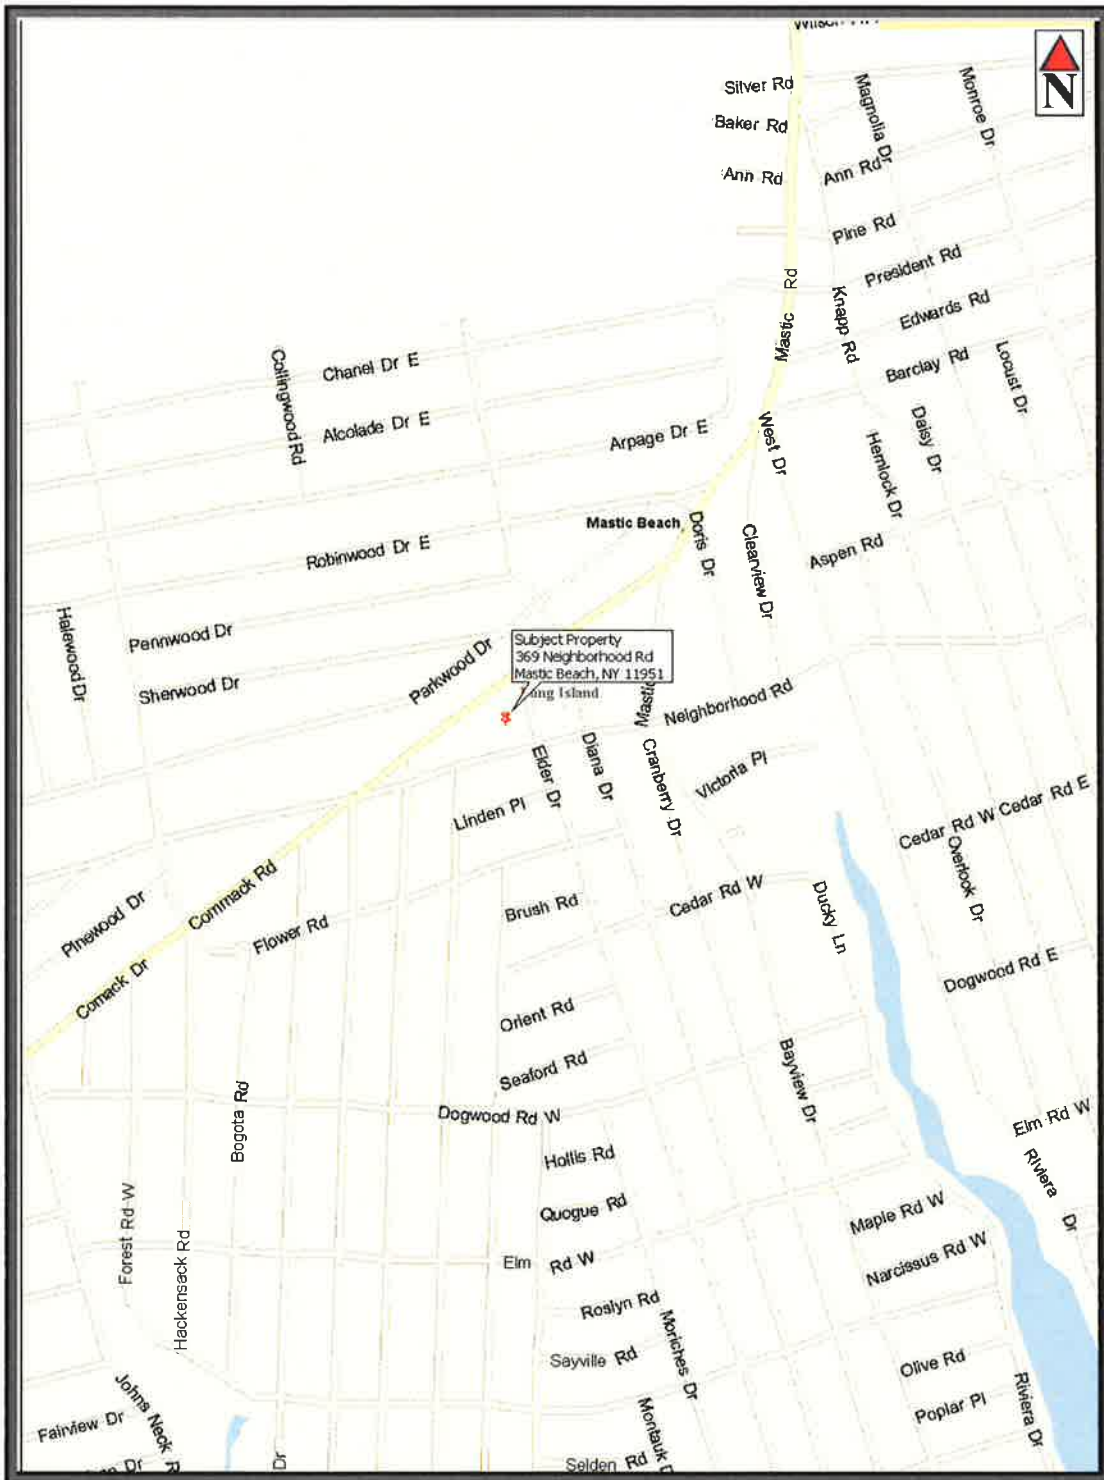 N
Silver Rd
Baker Rd
Magnolia Dr
Monroe Dr
Ann Rd
Ann Rd
Pine Rd
President Rd
Mastic Rd
Knapp Rd
Edwards Rd
Collingwood Rd
Chanel Dr E
Barclay Rd
Locust Dr
Alcolade Dr E
Arpage Dr E
West Dr
Daisy Dr
Hemlock Dr
Mastic Beach
Doris Dr
Clearview Dr
Aspen Rd
Robinwood Dr E
Halewood Dr
Pennwood Dr
Sherwood Dr
Parkwood Dr
Subject Property
369 Neighborhood Rd
Mastic Beach, NY 11951
Island
Mastic
Neighborhood Rd
Elder Dr
Diana Dr
Cranberry Dr
Victoria Pl
Linden Pl
Cedar Rd W
Cedar Rd E
Overlook Dr
Pinewood Dr
Commack Rd
Flower Rd
Brush Rd
Cedar Rd W
Ducky Ln
Comack Dr
Dogwood Rd E
Orient Rd
Seaford Rd
Bayview Dr
Bogota Rd
Dogwood Rd W
Elm Rd W
Hollis Rd
Riviera Dr
Forest Rd W
Hackensack Rd
Quogue Rd
Maple Rd W
Elm Rd W
Narcissus Rd W
Roslyn Rd
Moriches Dr
Sayville Rd
Olive Rd
Johns Neck R
Fairview Dr
Poplar Pl
Riviera Dr
Montauk D
Selden Rd
Dr
Dr